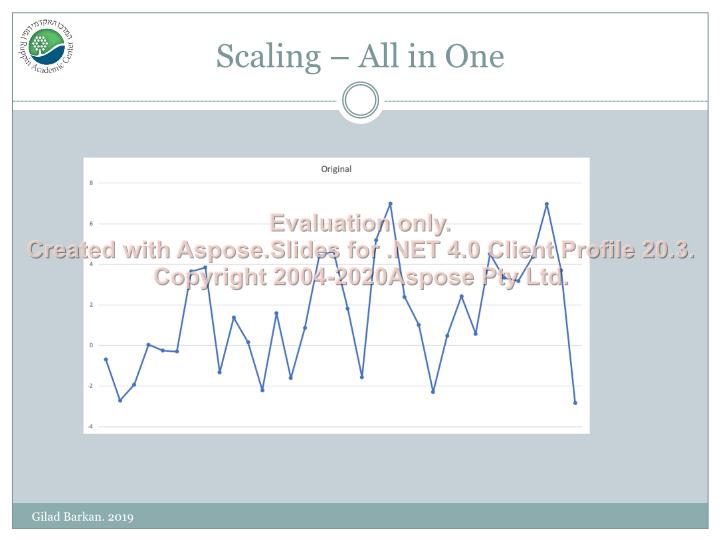 המרכז האקדמי רופין
Ruppin Academic Center
Scaling – All in One
Original
8
6
Evaluation only.
Created with Aspose.Slides for .NET 4.0 Client Profile 20.3.
4
Copyright 2004-2020Aspose Pty Ltd.
2
0
-2
-4
Gilad Barkan. 2019